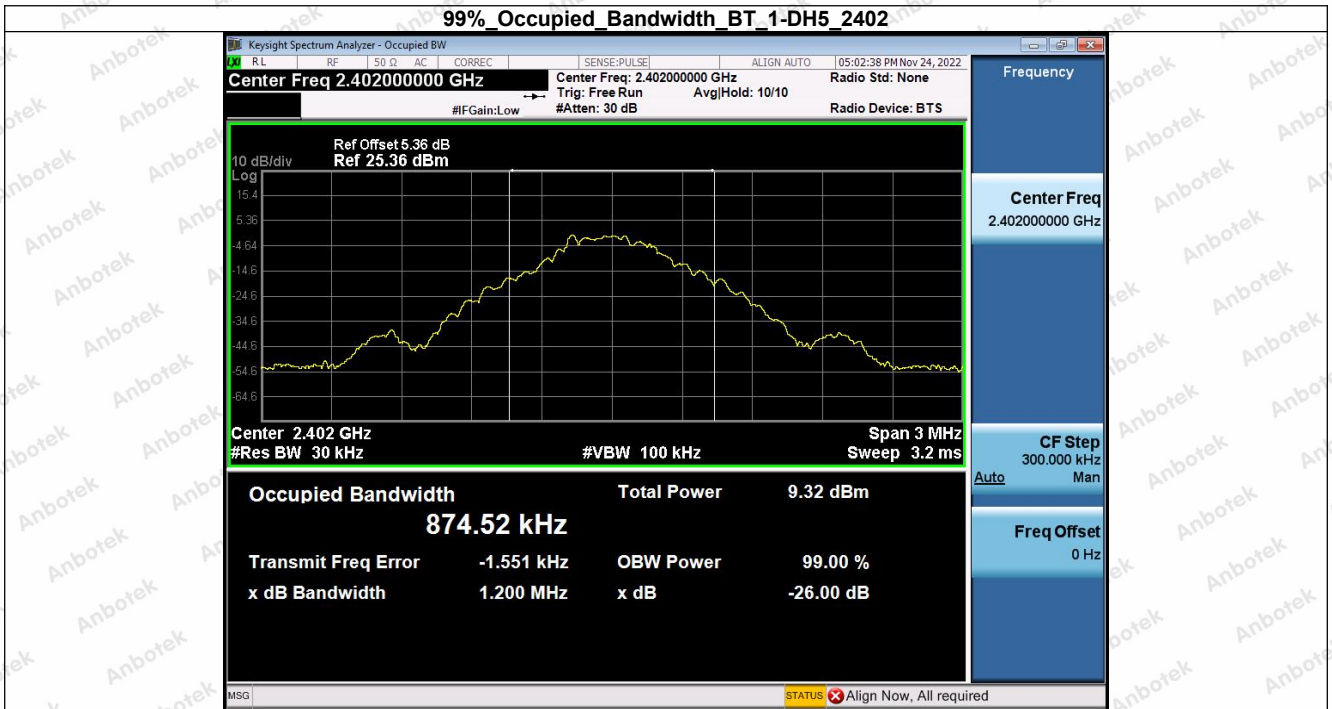 99%_Occupied_Bandwidth_BT_1-DH5_2402
Keysight Spectrum Analyzer - Occupied BW
LXI RL RF 50 Ω AC CORREC SENSE:PULSE ALIGN AUTO 05:02:38 PM Nov 24, 2022
Center Freq 2.402000000 GHz
Center Freq: 2.402000000 GHz Radio Std: None
Trig: Free Run Avg|Hold: 10/10
#IFGain:Low #Atten: 30 dB Radio Device: BTS
Frequency
Ref Offset 5.36 dB
10 dB/div Ref 25.36 dBm
Log
15.4
5.36
-4.64
-14.6
-24.6
-34.6
-44.6
-54.6
-64.6
Center 2.402 GHz Span 3 MHz
#Res BW 30 kHz #VBW 100 kHz Sweep 3.2 ms
Center Freq
2.402000000 GHz
CF Step
300.000 kHz
Auto Man
Freq Offset
0 Hz
Occupied Bandwidth Total Power 9.32 dBm
874.52 kHz
Transmit Freq Error -1.551 kHz OBW Power 99.00 %
x dB Bandwidth 1.200 MHz x dB -26.00 dB
MSG STATUS Align Now, All required
Anbotek